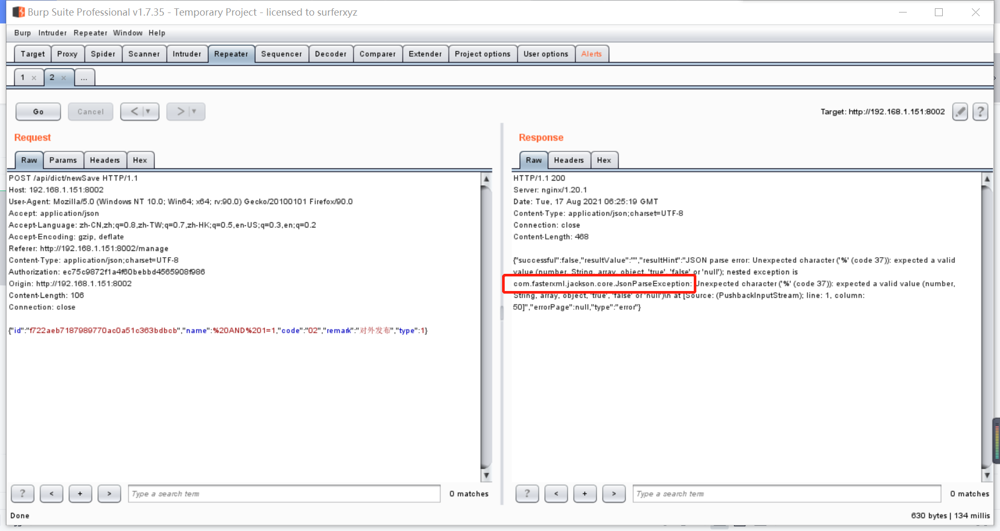 Burp Suite Professional v1.7.35 - Temporary Project - licensed to surferxyz
Burp Intruder Repeater Window Help
Target Proxy Spider Scanner Intruder Repeater Sequencer Decoder Comparer Extender Project options User options Alerts
1 × 2 × ...
Go Cancel < > Target: http://192.168.1.151:8002 ?
Request
Raw Params Headers Hex
POST /api/dict/newSave HTTP/1.1
Host: 192.168.1.151:8002
User-Agent: Mozilla/5.0 (Windows NT 10.0; Win64; x64; rv:90.0) Gecko/20100101 Firefox/90.0
Accept: application/json
Accept-Language: zh-CN,zh;q=0.8,zh-TW;q=0.7,zh-HK;q=0.5,en-US;q=0.3,en;q=0.2
Accept-Encoding: gzip, deflate
Referer: http://192.168.1.151:8002/manage
Content-Type: application/json;charset=UTF-8
Authorization: ec75c9872f1a4f60bebbd4565908f986
Origin: http://192.168.1.151:8002
Content-Length: 106
Connection: close
{"id":"f722aeb7187989770ac0a51c363bdbcb","name":%20AND%201=1,"code":"02","remark":"对外发布","type":1}
? < + > Type a search term 0 matches
Response
Raw Headers Hex
HTTP/1.1 200
Server: nginx/1.20.1
Date: Tue, 17 Aug 2021 06:25:19 GMT
Content-Type: application/json;charset=UTF-8
Connection: close
Content-Length: 468
{"successful":false,"resultValue":"","resultHint":"JSON parse error: Unexpected character ('%' (code 37)): expected a valid
value (number, String, array, object, 'true', 'false' or 'null'); nested exception is
com.fasterxml.jackson.core.JsonParseException: Unexpected character ('%' (code 37)): expected a valid value (number,
String, array, object, 'true', 'false' or 'null')\n at [Source: (PushbackInputStream); line: 1, column:
50]","errorPage":null,"type":"error"}
? < + > Type a search term 0 matches
Done
630 bytes | 134 millis